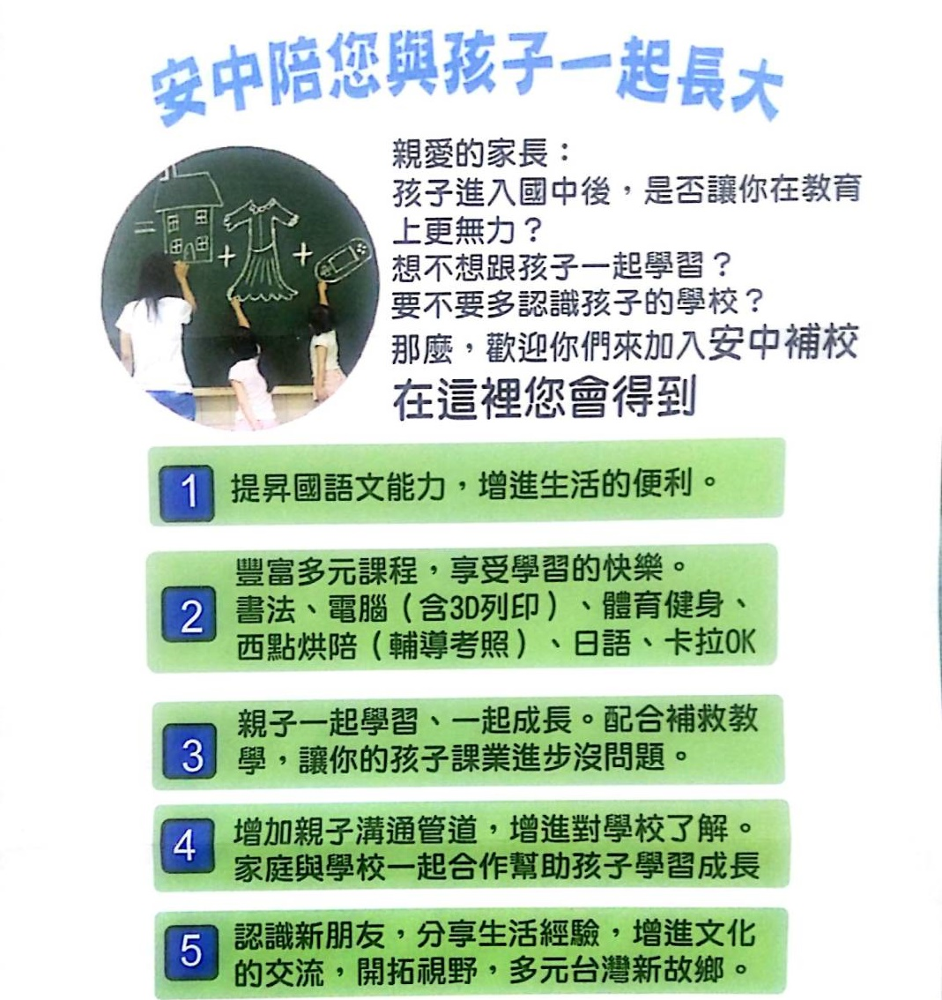 安中陪您與孩子一起長大
親愛的家長：
孩子進入國中後，是否讓你在教育
上更無力？
想不想跟孩子一起學習？
要不要多認識孩子的學校？
那麼，歡迎你們來加入安中補校
在這裡您會得到
1 提昇國語文能力，增進生活的便利。
豐富多元課程，享受學習的快樂。
2 書法、電腦（含3D列印）、體育健身、
西點烘陪（輔導考照）、日語、卡拉OK
親子一起學習、一起成長。配合補救教
3 學，讓你的孩子課業進步沒問題。
4 增加親子溝通管道，增進對學校了解。
家庭與學校一起合作幫助孩子學習成長
5 認識新朋友，分享生活經驗，增進文化
的交流，開拓視野，多元台灣新故鄉。